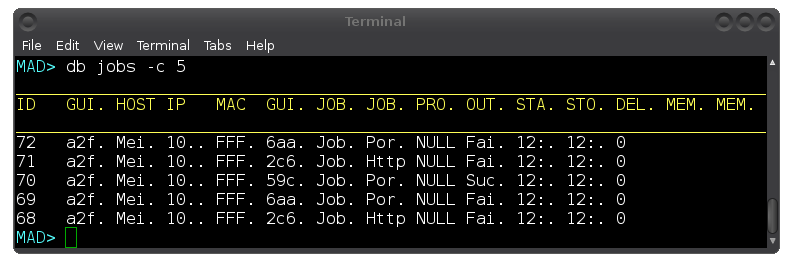 Terminal
File Edit View Terminal Tabs Help
MAD> db jobs -c 5
ID GUI. HOST IP MAC GUI. JOB. JOB. PRO. OUT. STA. STO. DEL. MEM. MEM.
72 a2f. Mei. 10.. FFF. 6aa. Job. Por. NULL Fai. 12:. 12:. 0
71 a2f. Mei. 10.. FFF. 2c6. Job. Http NULL Fai. 12:. 12:. 0
70 a2f. Mei. 10.. FFF. 59c. Job. Por. NULL Suc. 12:. 12:. 0
69 a2f. Mei. 10.. FFF. 6aa. Job. Por. NULL Fai. 12:. 12:. 0
68 a2f. Mei. 10.. FFF. 2c6. Job. Http NULL Fai. 12:. 12:. 0
MAD>